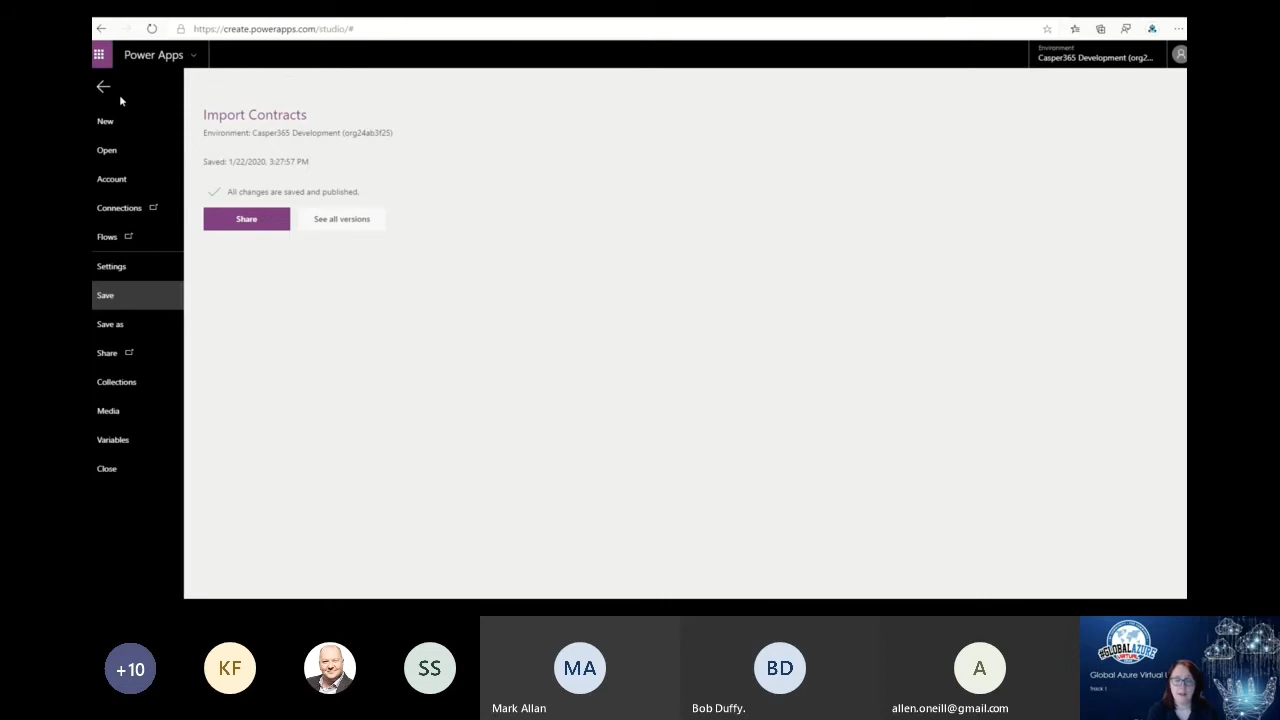 https://create.powerapps.com/studio/#
Power Apps
Environment
Casper365 Development (org2...
New
Open
Account
Connections
Flows
Settings
Save
Save as
Share
Collections
Media
Variables
Close
Import Contracts
Environment: Casper365 Development (org24ab3f25)
Saved: 1/22/2020, 3:27:57 PM
All changes are saved and published.
Share
See all versions
+10
KF
SS
MA
Mark Allan
BD
Bob Duffy.
A
allen.oneill@gmail.com
#GLOBALAZURE
VIRTUAL
Global Azure Virtual
Track 1